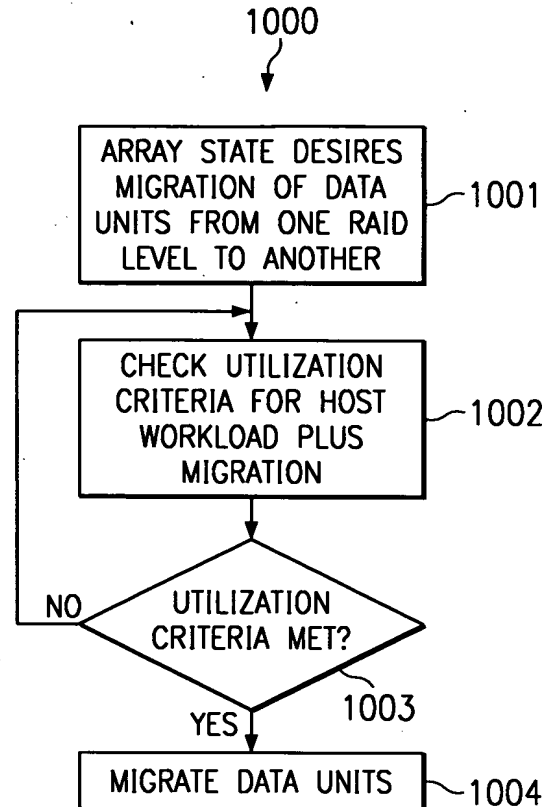 1000
ARRAY STATE DESIRES
MIGRATION OF DATA
UNITS FROM ONE RAID
LEVEL TO ANOTHER
1001
CHECK UTILIZATION
CRITERIA FOR HOST
WORKLOAD PLUS
MIGRATION
1002
NO
UTILIZATION
CRITERIA MET?
1003
YES
MIGRATE DATA UNITS
1004